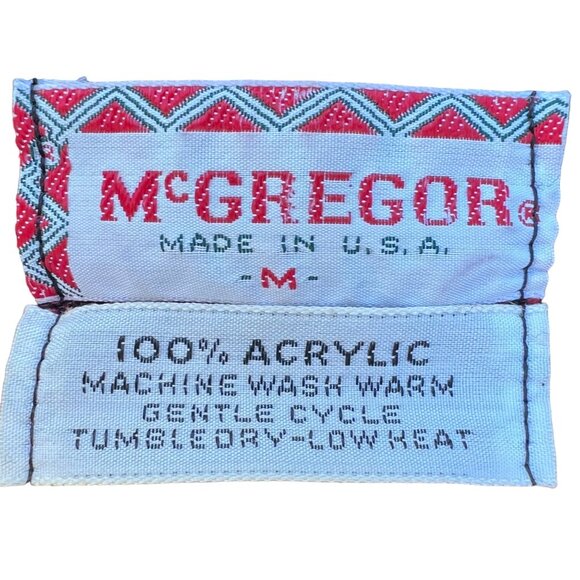 McGREGOR®
MADE IN U.S.A.
-M-
100% ACRYLIC
MACHINE WASH WARM
GENTLE CYCLE
TUMBLEDRY-LOW HEAT